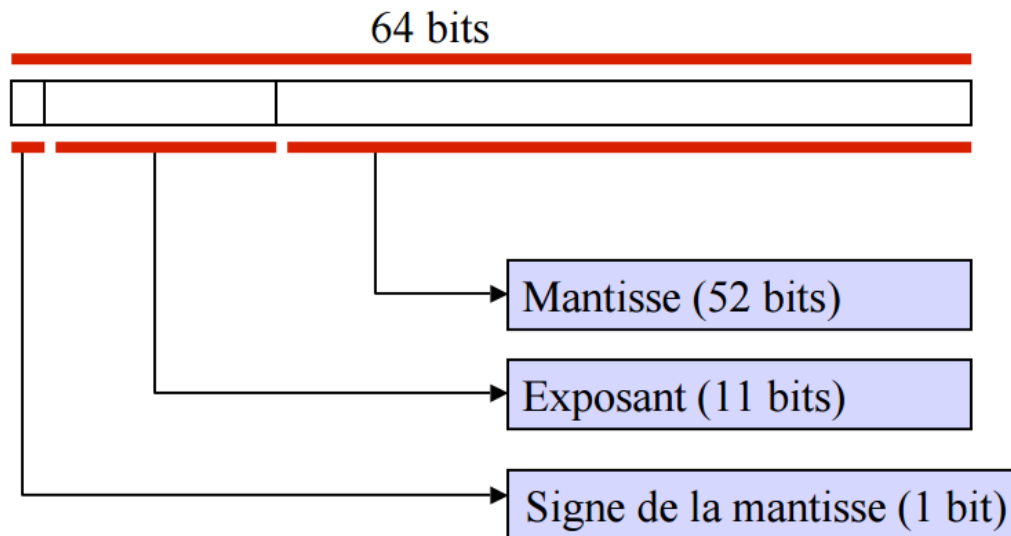 64 bits
Mantisse (52 bits)
Exposant (11 bits)
Signe de la mantisse (1 bit)